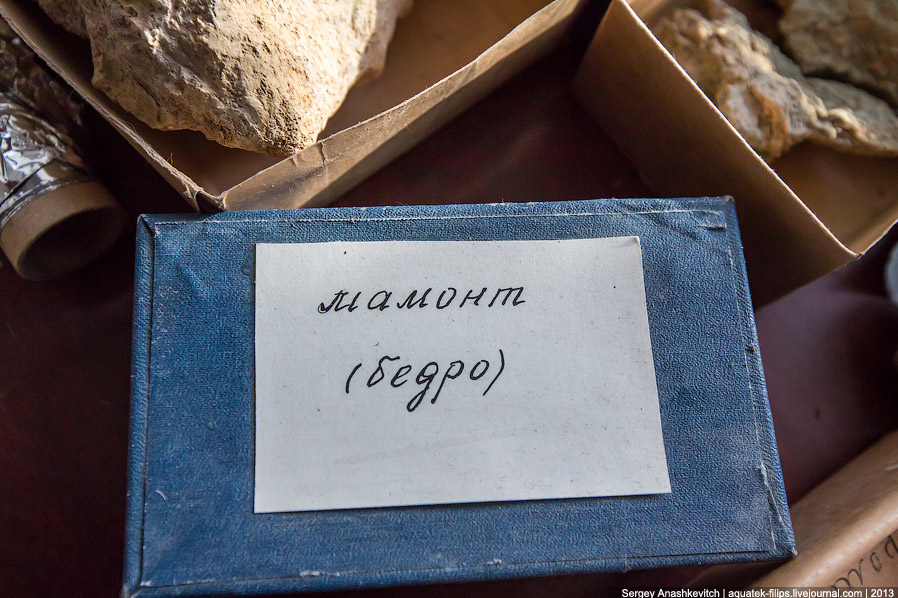 мамонт
(бедро)
Sergey Anashkevitch | aquatek-filips.livejournal.com | 2013